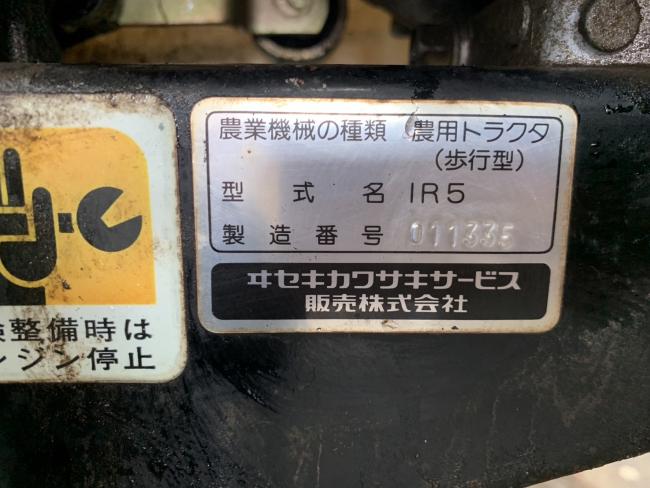 農業機械の種類 農用トラクタ
(歩行型)
型式名 IR5
製造番号 011335
ヰセキカワサキサービス
販売株式会社
整備時は
ンジン停止